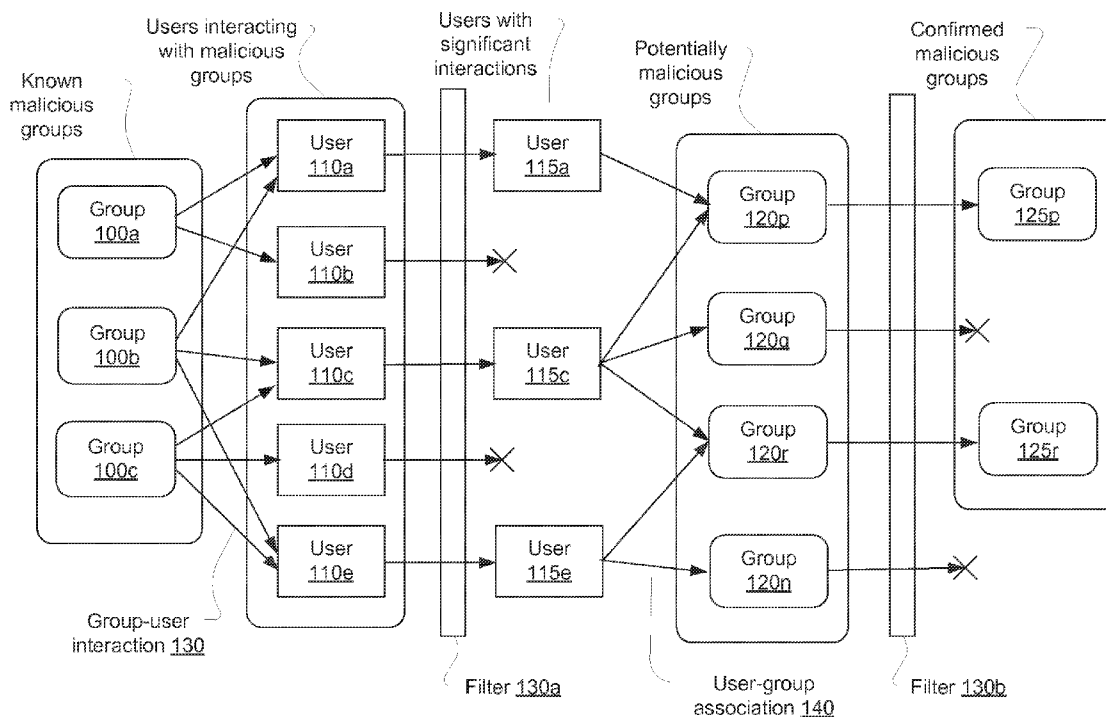 Users interacting
with malicious
groups
Users with
significant
interactions
Potentially
malicious
groups
Confirmed
malicious
groups
Known
malicious
groups
User
110a
User
115a
Group
100a
Group
120p
Group
125p
User
110b
Group
100b
User
110c
User
115c
Group
120q
Group
100c
User
110d
Group
120r
Group
125r
User
110e
User
115e
Group
120n
Group-user
interaction 130
Filter 130a
User-group
association 140
Filter 130b